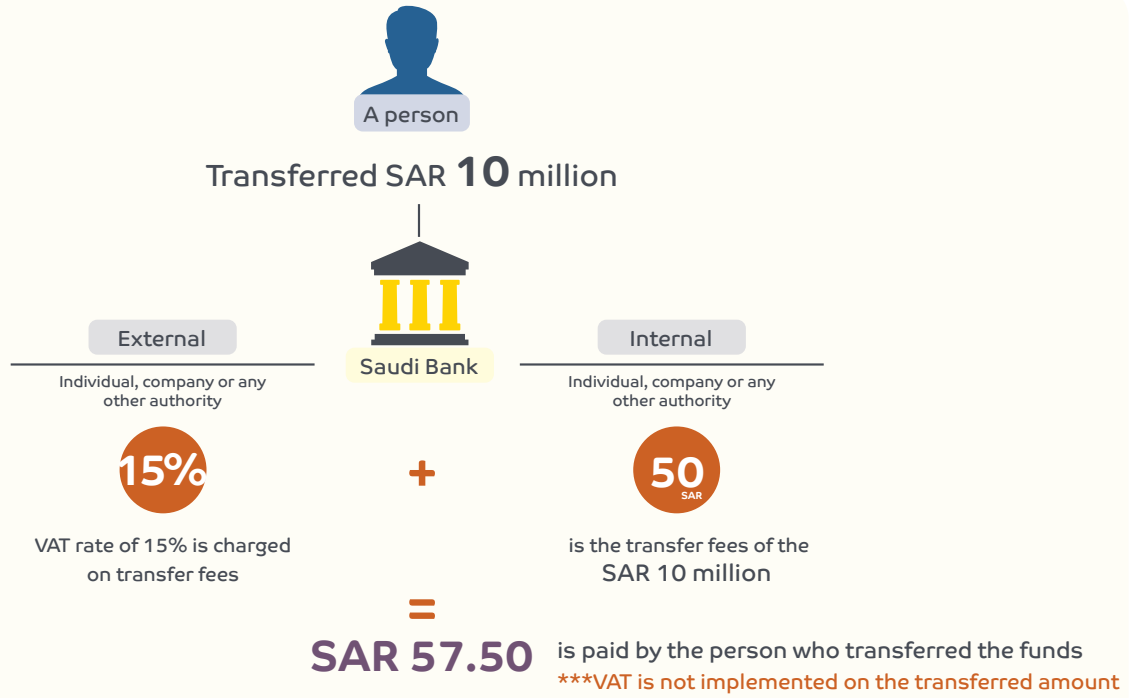 A person
Transferred SAR 10 million
Saudi Bank
External
Individual, company or any
other authority
15%
VAT rate of 15% is charged
on transfer fees
+
Internal
Individual, company or any
other authority
50
SAR
is the transfer fees of the
SAR 10 million
=
SAR 57.50
is paid by the person who transferred the funds
***VAT is not implemented on the transferred amount